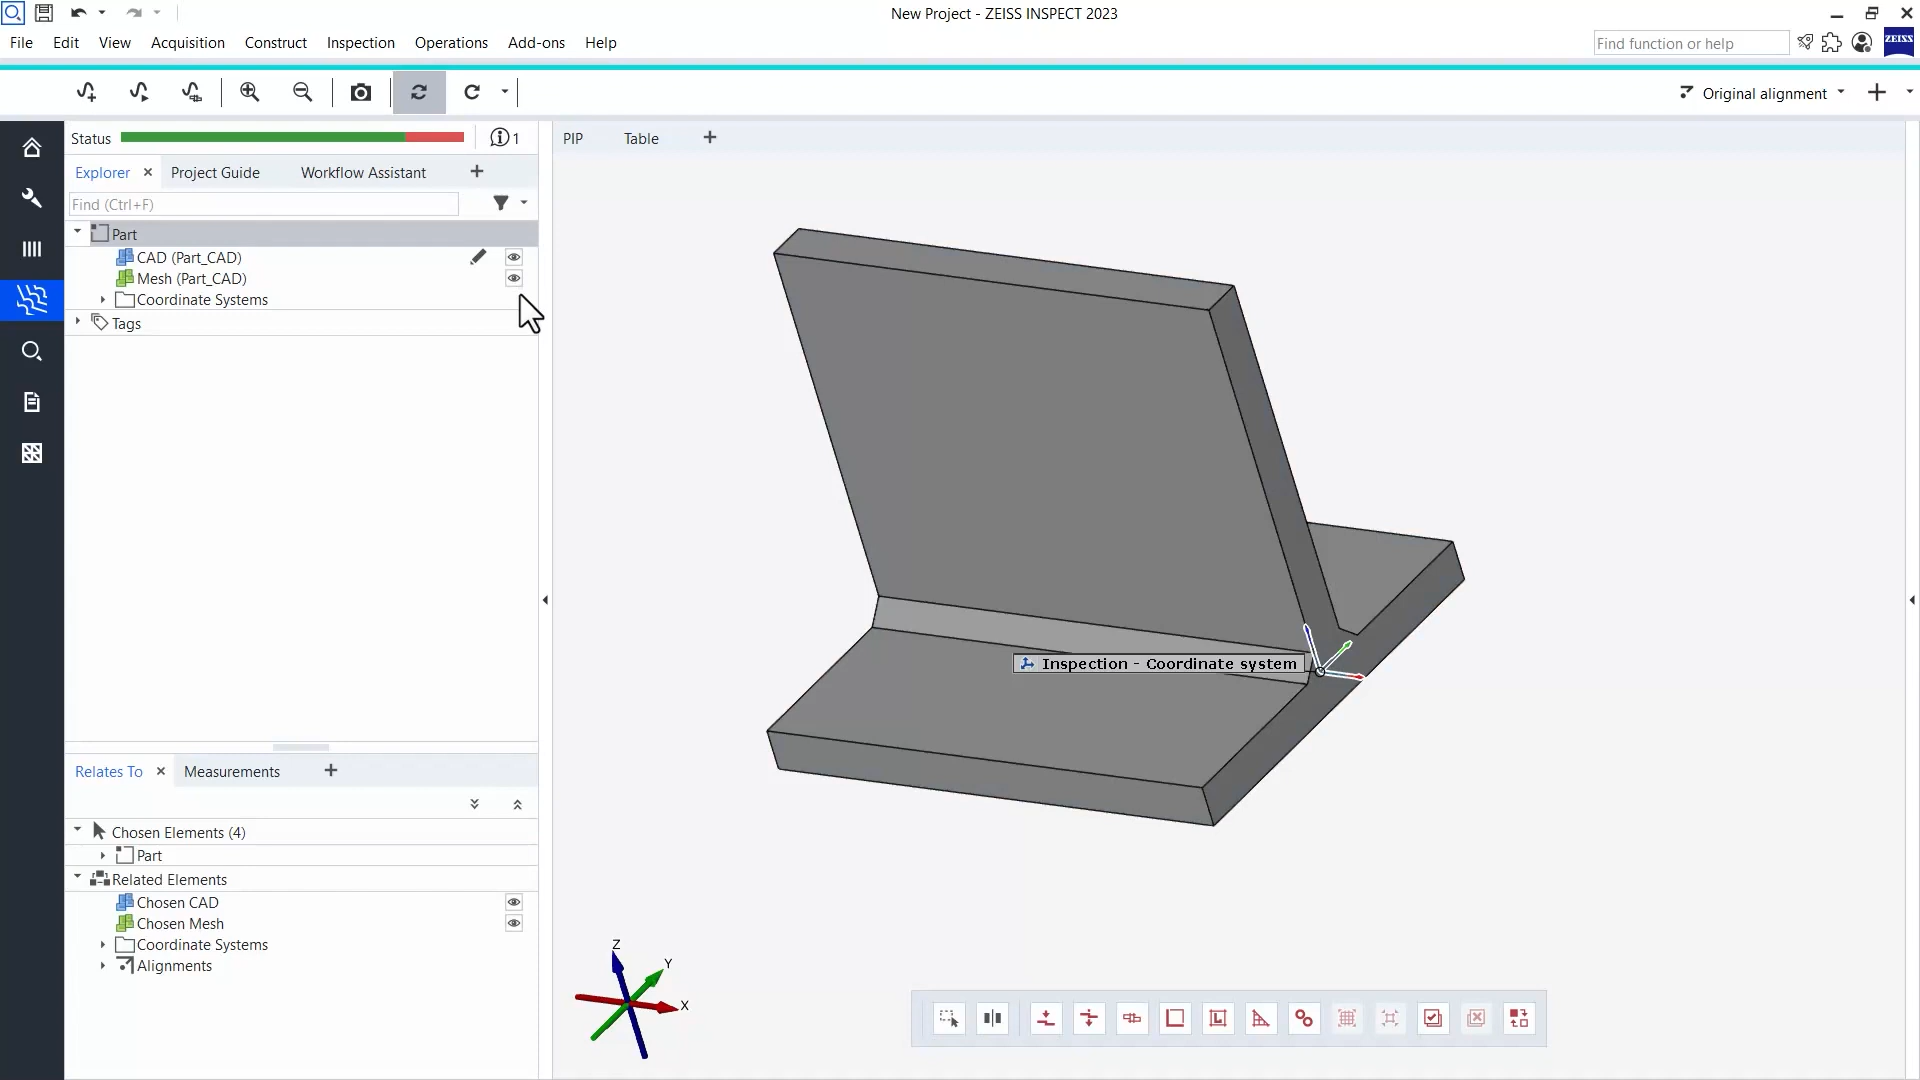 New Project - ZEISS INSPECT 2023
File Edit View Acquisition Construct Inspection Operations Add-ons Help
Find function or help
ZEISS
Original alignment
Status
1
PIP Table
Explorer Project Guide Workflow Assistant
Find (Ctrl+F)
Part
CAD (Part_CAD)
Mesh (Part_CAD)
Coordinate Systems
Tags
Inspection - Coordinate system
Relates To Measurements
Chosen Elements (4)
Part
Related Elements
Chosen CAD
Chosen Mesh
Coordinate Systems
Alignments
Z
Y
X